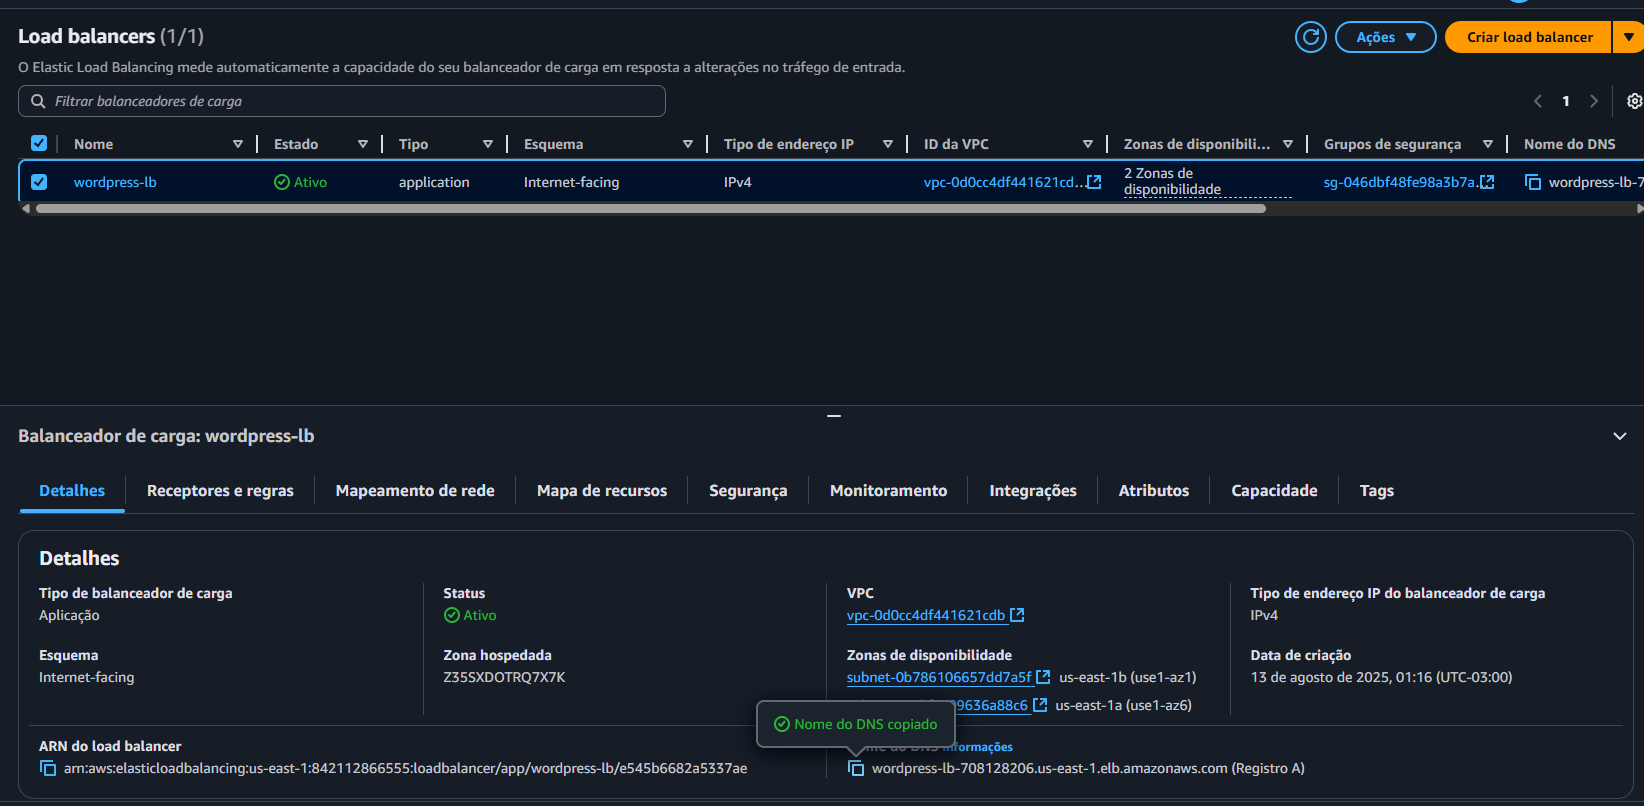 Load balancers (1/1)
Ações
Criar load balancer
O Elastic Load Balancing mede automaticamente a capacidade do seu balanceador de carga em resposta a alterações no tráfego de entrada.
Filtrar balanceadores de carga
1
Nome
Estado
Tipo
Esquema
Tipo de endereço IP
ID da VPC
Zonas de disponibili...
Grupos de segurança
Nome do DNS
wordpress-lb
Ativo
application
Internet-facing
IPv4
vpc-0d0cc4df441621cd...
2 Zonas de
disponibilidade
sg-046dbf48fe98a3b7a
wordpress-lb-7
Balanceador de carga: wordpress-lb
Detalhes
Receptores e regras
Mapeamento de rede
Mapa de recursos
Segurança
Monitoramento
Integrações
Atributos
Capacidade
Tags
Detalhes
Tipo de balanceador de carga
Aplicação
Status
Ativo
VPC
vpc-0d0cc4df441621cdb
Tipo de endereço IP do balanceador de carga
IPv4
Esquema
Internet-facing
Zona hospedada
Z35SXDOTRQ7X7K
Zonas de disponibilidade
subnet-0b786106657dd7a5f us-east-1b (use1-az1)
9636a88c6 us-east-1a (use1-az6)
Data de criação
13 de agosto de 2025, 01:16 (UTC-03:00)
Nome do DNS copiado
ARN do load balancer
arn:aws:elasticloadbalancing:us-east-1:842112866555:loadbalancer/app/wordpress-lb/e545b6682a5337ae
DNS Informações
wordpress-lb-708128206.us-east-1.elb.amazonaws.com (Registro A)